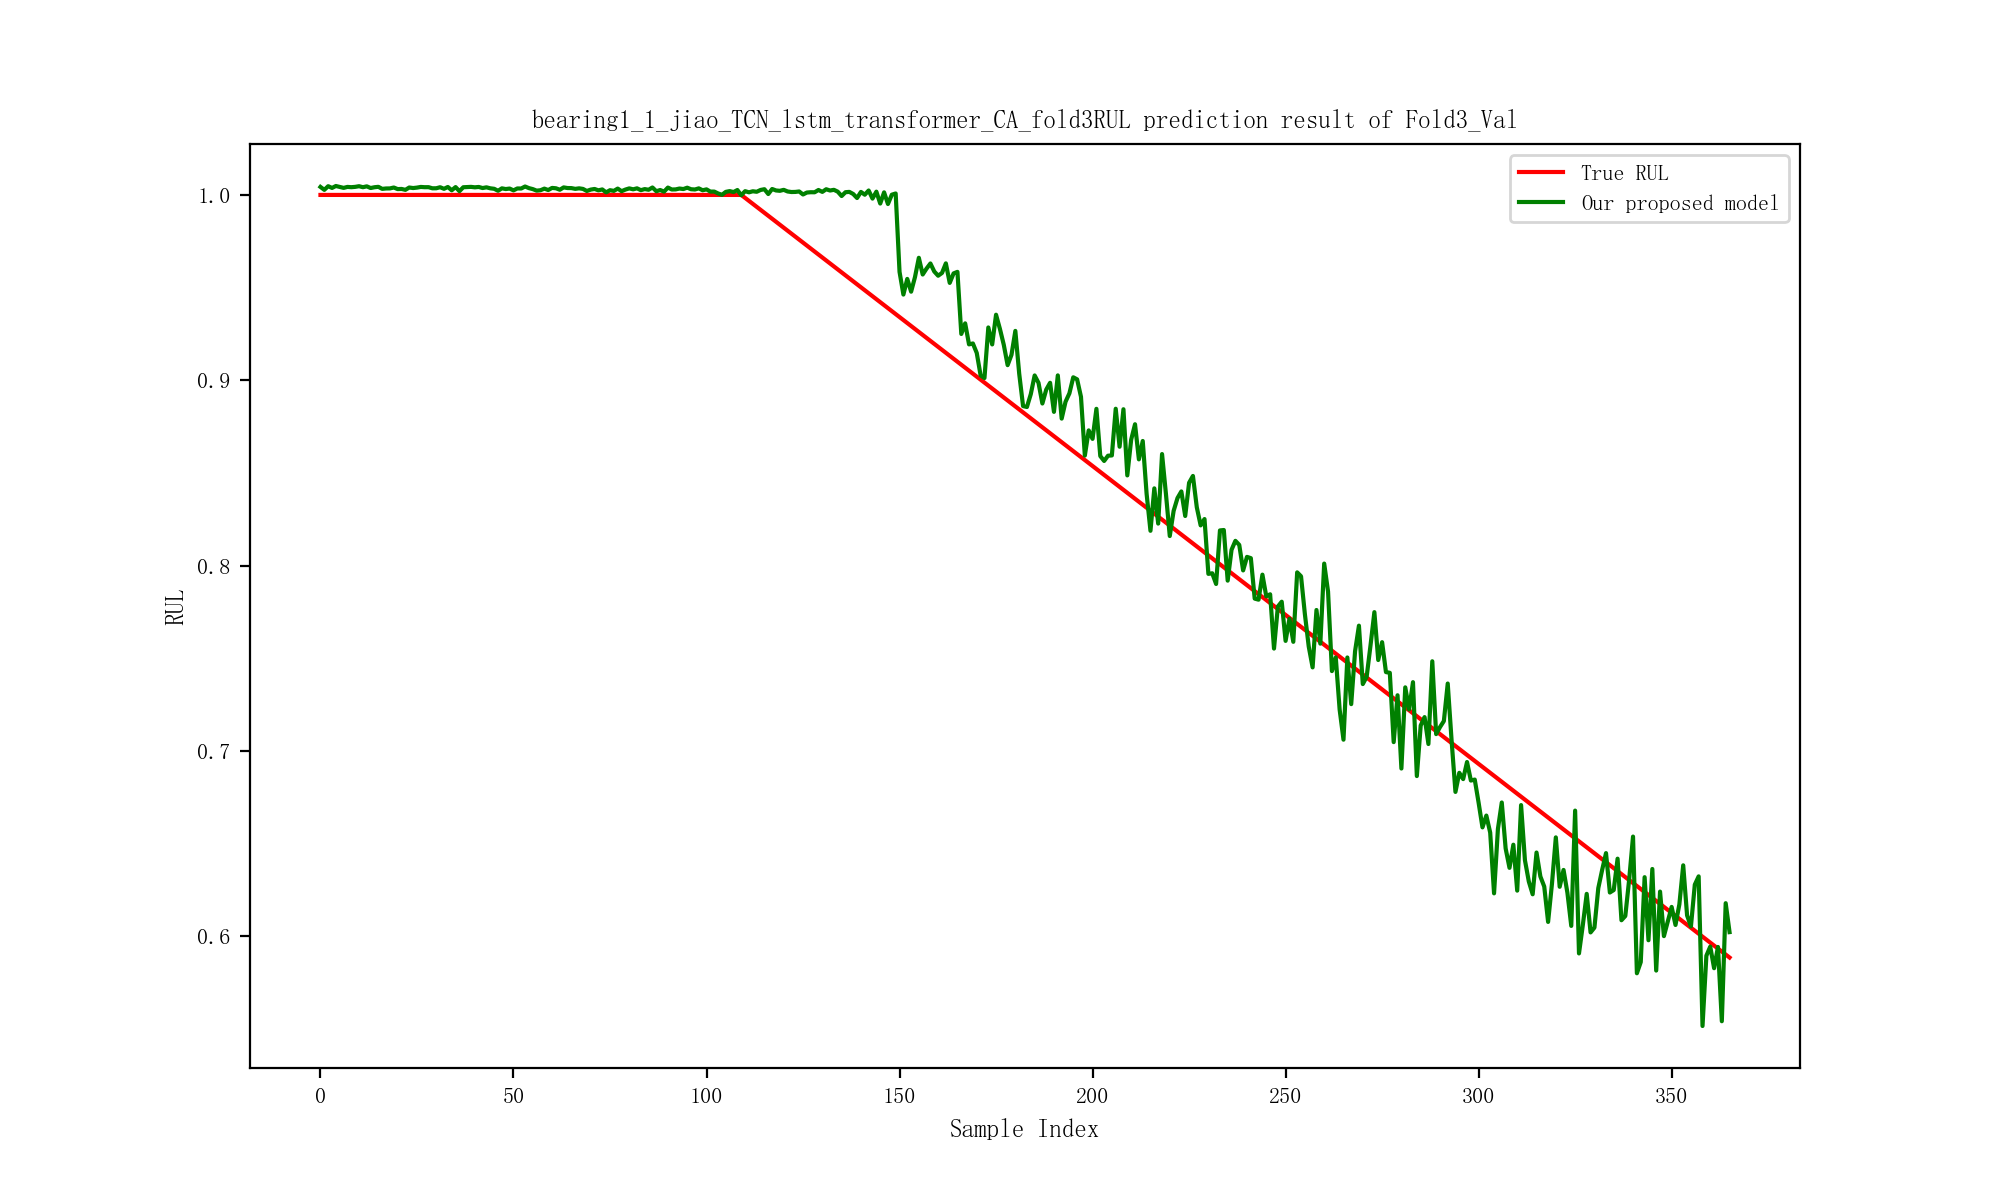 bearing1_1_jiao_TCN_lstm_transformer_CA_fold3RUL prediction result of Fold3_Val
True RUL
Our proposed model
1.0
0.9
0.8
0.7
0.6
RUL
0 50 100 150 200 250 300 350
Sample Index